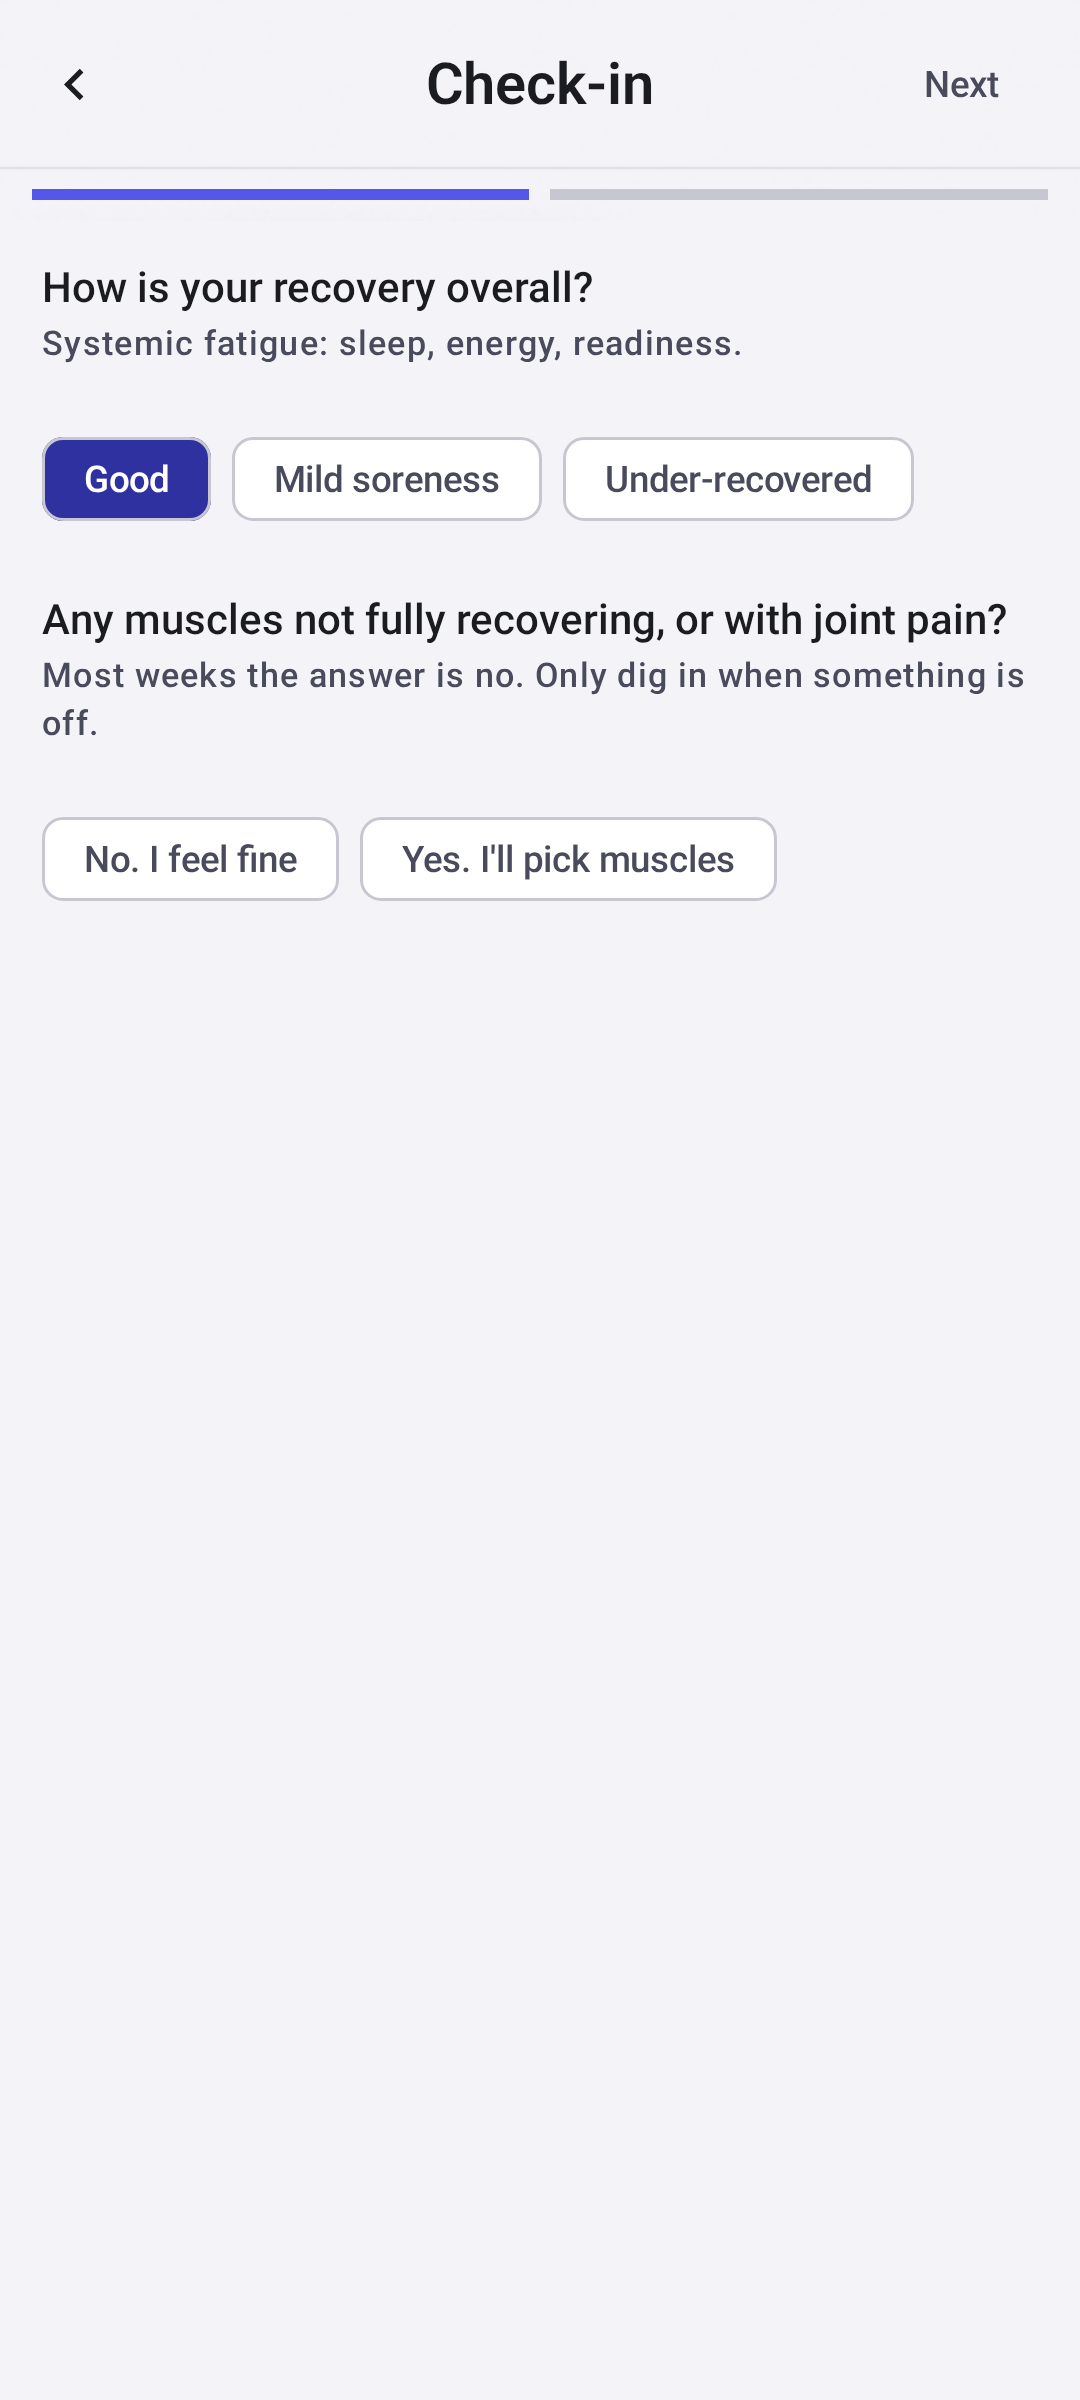 Check-in
Next
How is your recovery overall?
Systemic fatigue: sleep, energy, readiness.
Good
Mild soreness
Under-recovered
Any muscles not fully recovering, or with joint pain?
Most weeks the answer is no. Only dig in when something is
off.
No. I feel fine
Yes. I'll pick muscles